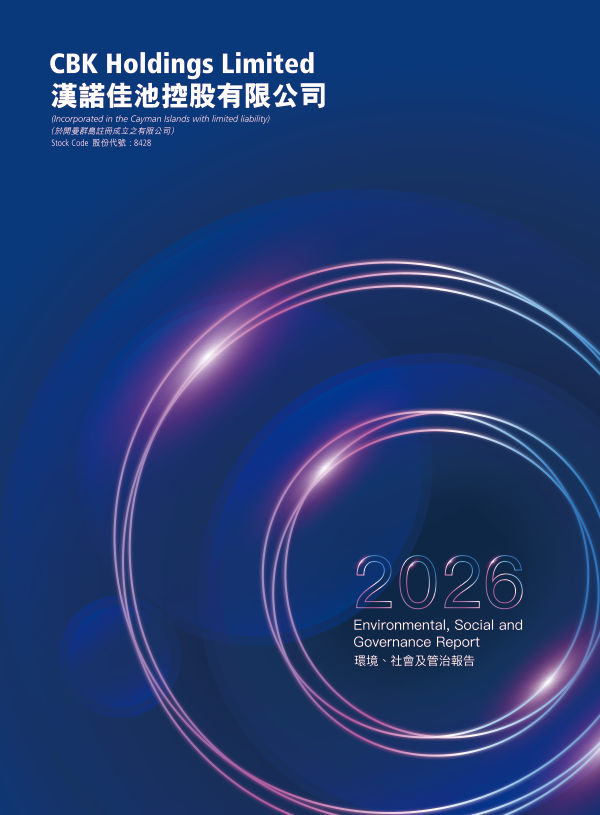 CBK Holdings Limited
漢諾佳池控股有限公司
(Incorporated in the Cayman Islands with limited liability)
(於開曼群島註冊成立之有限公司)
Stock Code 股份代號 : 8428
2026
Environmental, Social and
Governance Report
環境、社會及管治報告